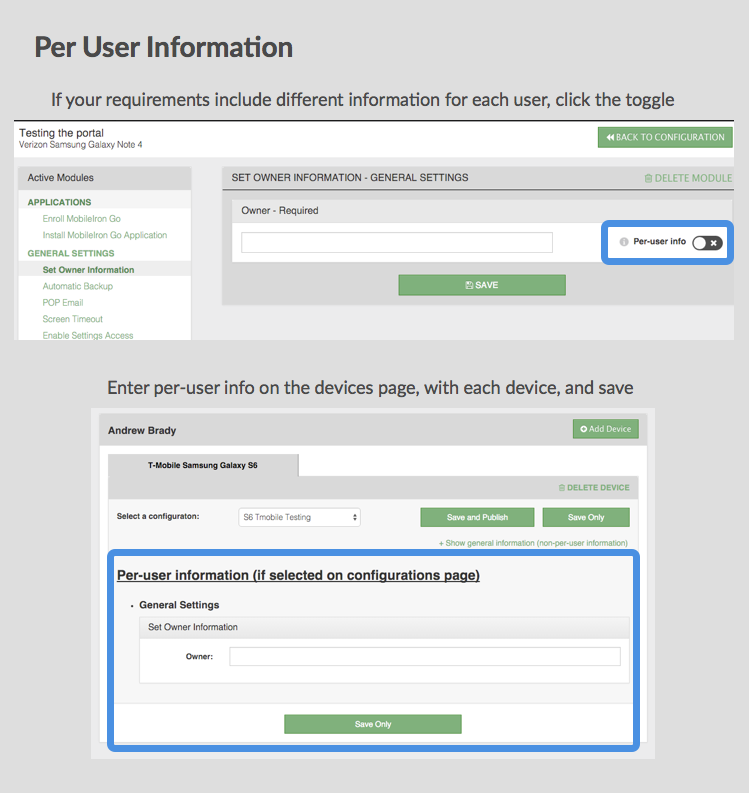 Per User Information
If your requirements include different information for each user, click the toggle
Testing the portal
Verizon Samsung Galaxy Note 4
BACK TO CONFIGURATION
Active Modules
APPLICATIONS
Enroll MobileIron Go
Install MobileIron Go Application
GENERAL SETTINGS
Set Owner Information
Automatic Backup
POP Email
Screen Timeout
Enable Settings Access
SET OWNER INFORMATION - GENERAL SETTINGS
DELETE MODULE
Owner - Required
Per-user info
SAVE
Enter per-user info on the devices page, with each device, and save
Andrew Brady
Add Device
T-Mobile Samsung Galaxy S6
DELETE DEVICE
Select a configuraton:
S6 Tmobile Testing
Save and Publish
Save Only
+ Show general information (non-per-user information)
Per-user information (if selected on configurations page)
• General Settings
Set Owner Information
Owner:
Save Only